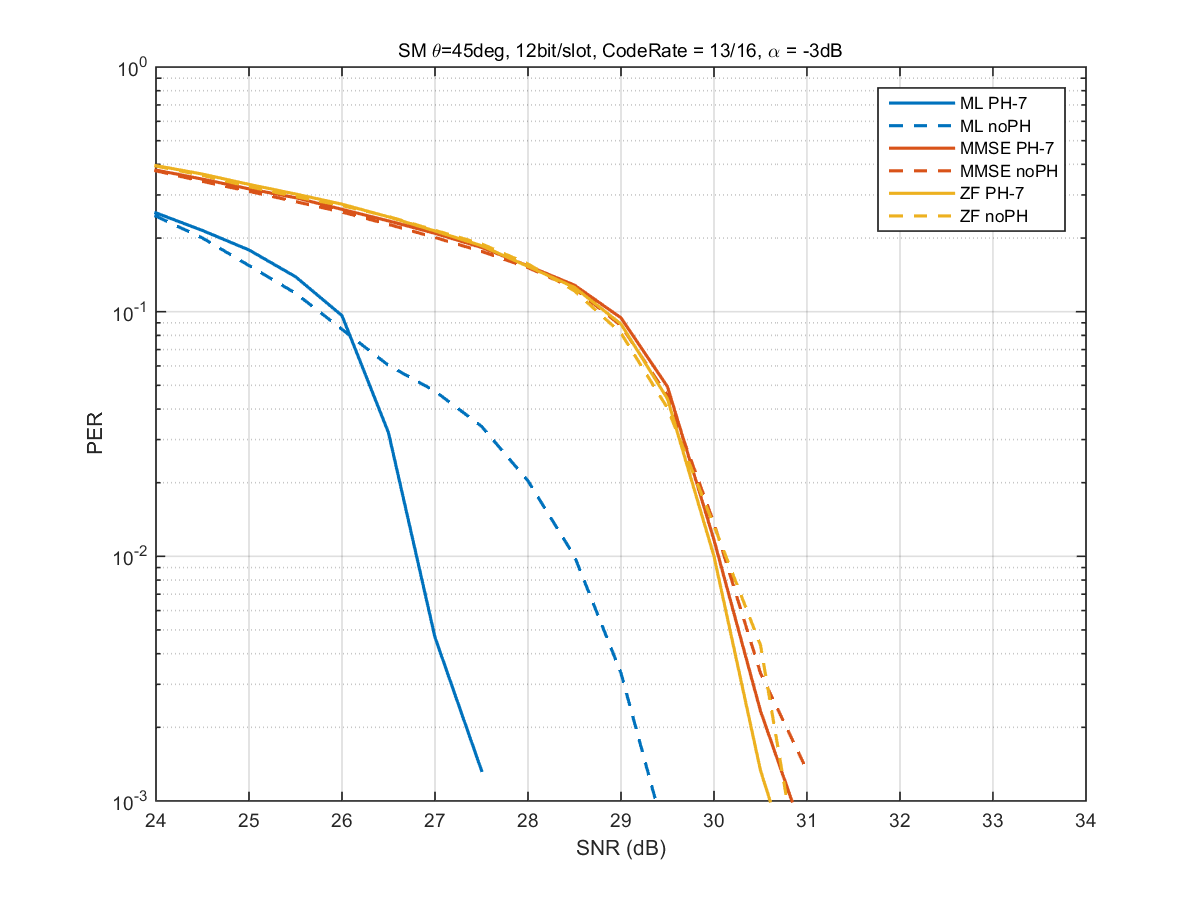 SM θ=45deg, 12bit/slot, CodeRate = 13/16, α = -3dB
10^0
10^-1
10^-2
10^-3
PER
24 25 26 27 28 29 30 31 32 33 34
SNR (dB)
ML PH-7
ML noPH
MMSE PH-7
MMSE noPH
ZF PH-7
ZF noPH